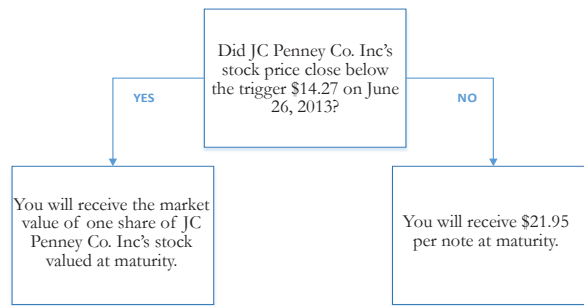 Did JC Penney Co. Inc's
stock price close below
the trigger $14.27 on June
26, 2013?
YES
NO
You will receive the market
value of one share of JC
Penney Co. Inc's stock
valued at maturity.
You will receive $21.95
per note at maturity.